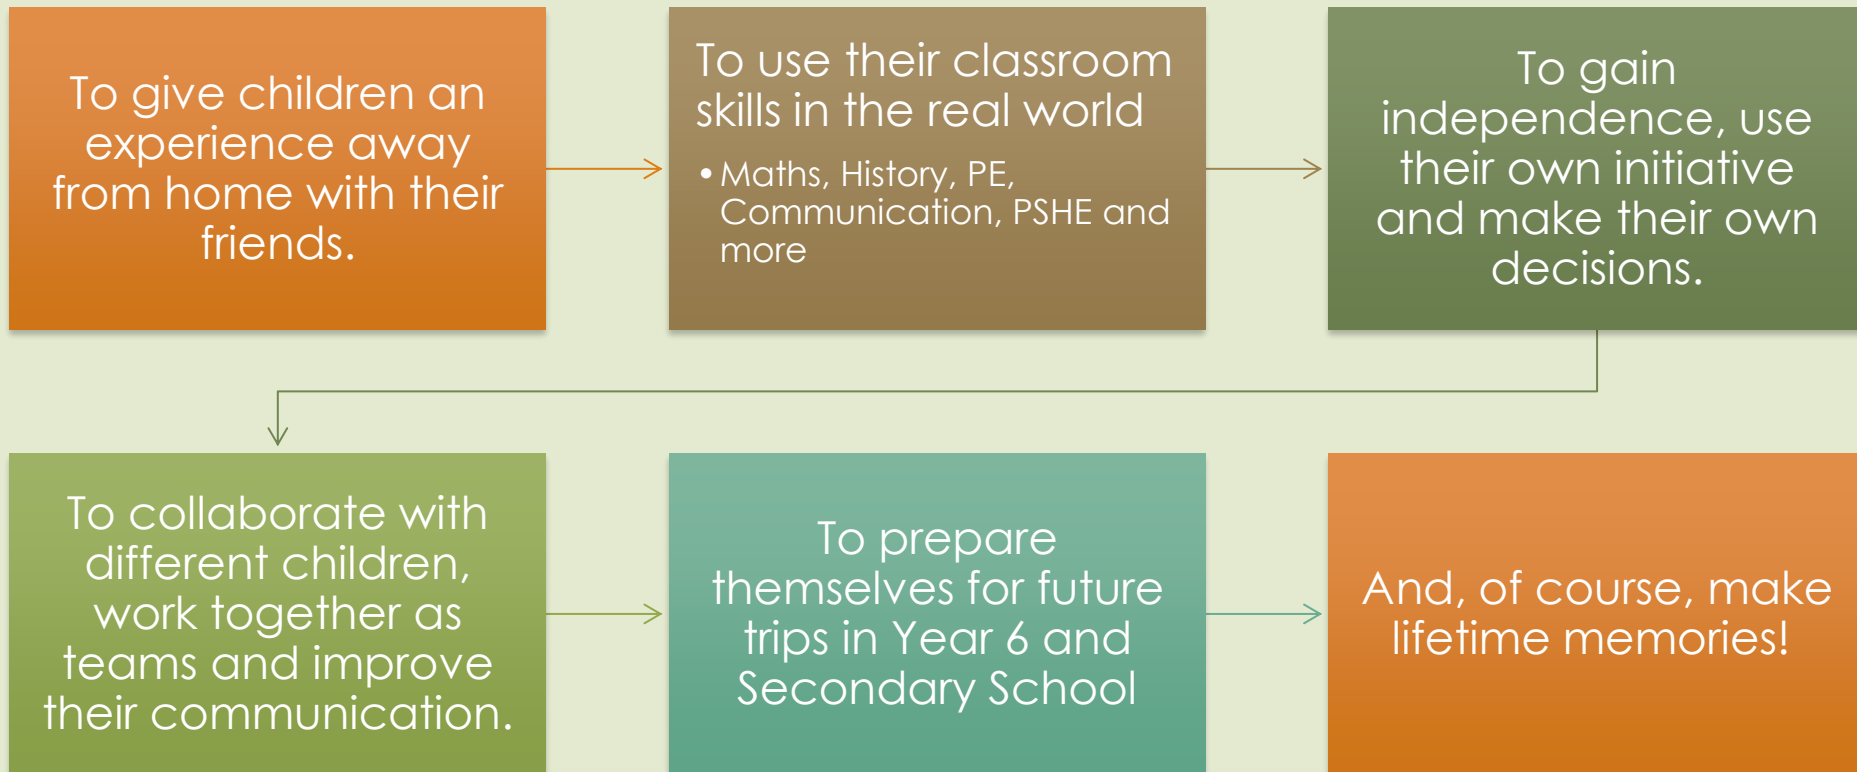 To give children an
experience away
from home with their
friends.
To use their classroom
skills in the real world
• Maths, History, PE,
Communication, PSHE and
more
To gain
independence, use
their own initiative
and make their own
decisions.
To collaborate with
different children,
work together as
teams and improve
their communication.
To prepare
themselves for future
trips in Year 6 and
Secondary School
And, of course, make
lifetime memories!